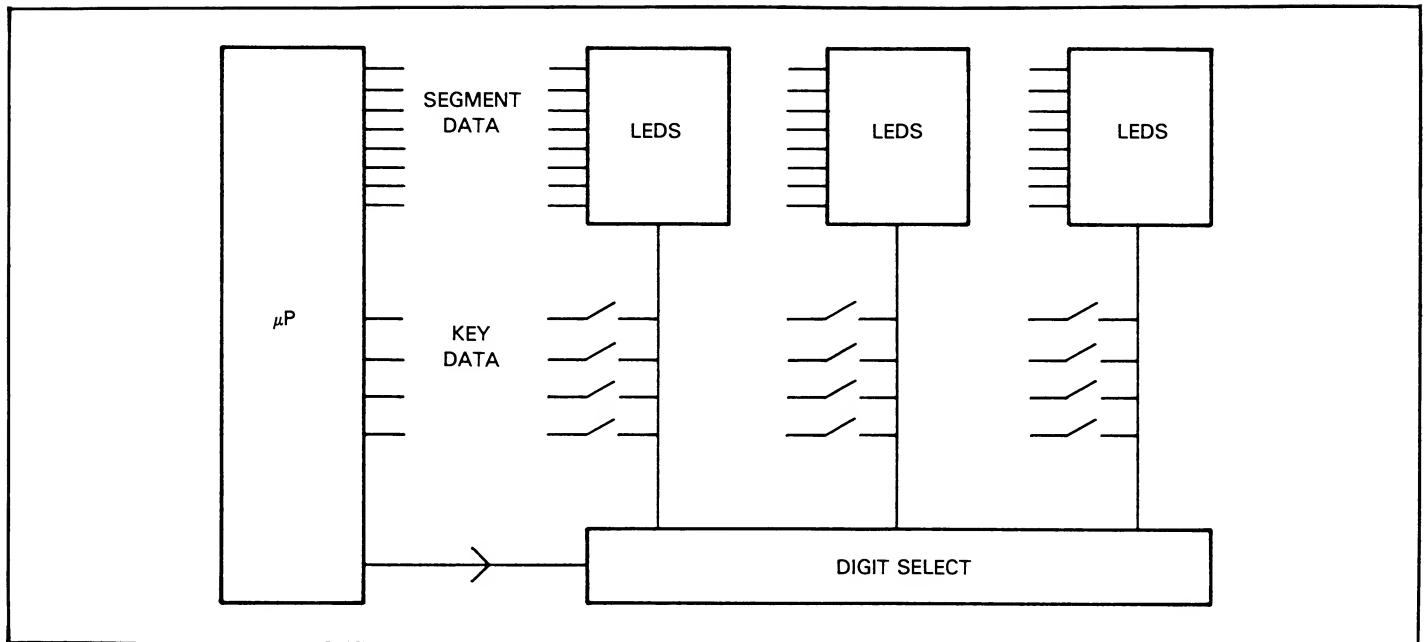 SEGMENT
DATA
LEDS
LEDS
LEDS
μP
KEY
DATA
DIGIT SELECT